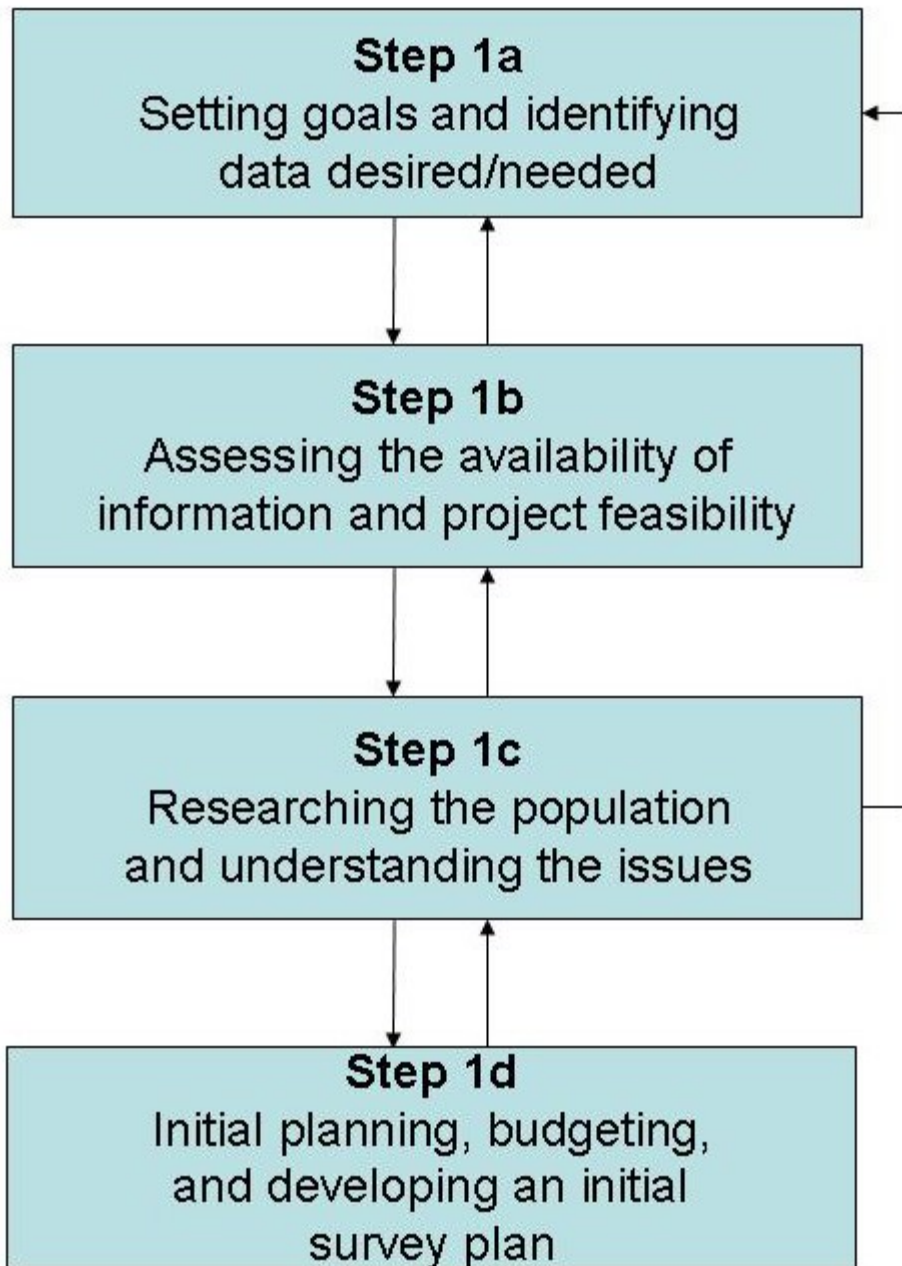 Step 1a
Setting goals and identifying
data desired/needed
Step 1b
Assessing the availability of
information and project feasibility
Step 1c
Researching the population
and understanding the issues
Step 1d
Initial planning, budgeting,
and developing an initial
survey plan